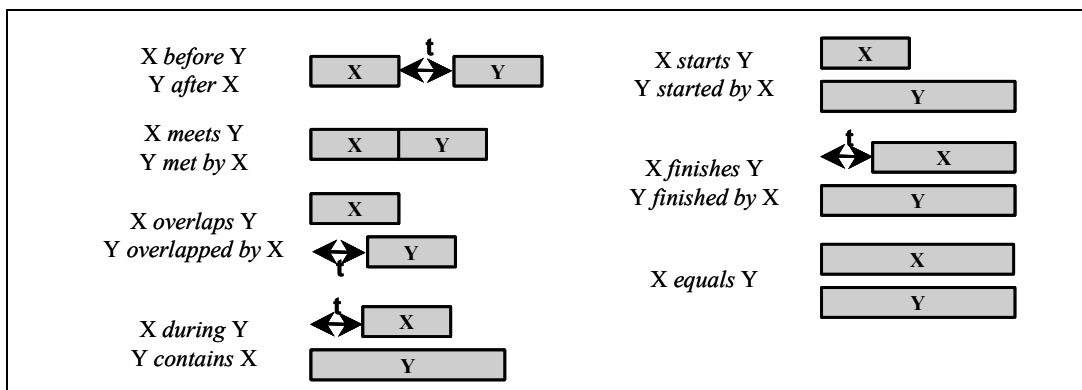 X before Y
Y after X
t
X
Y
X meets Y
Y met by X
X
Y
X overlaps Y
Y overlapped by X
X
Y
t
X during Y
Y contains X
t
X
Y
X starts Y
Y started by X
X
Y
X finishes Y
Y finished by X
t
X
Y
X equals Y
X
Y